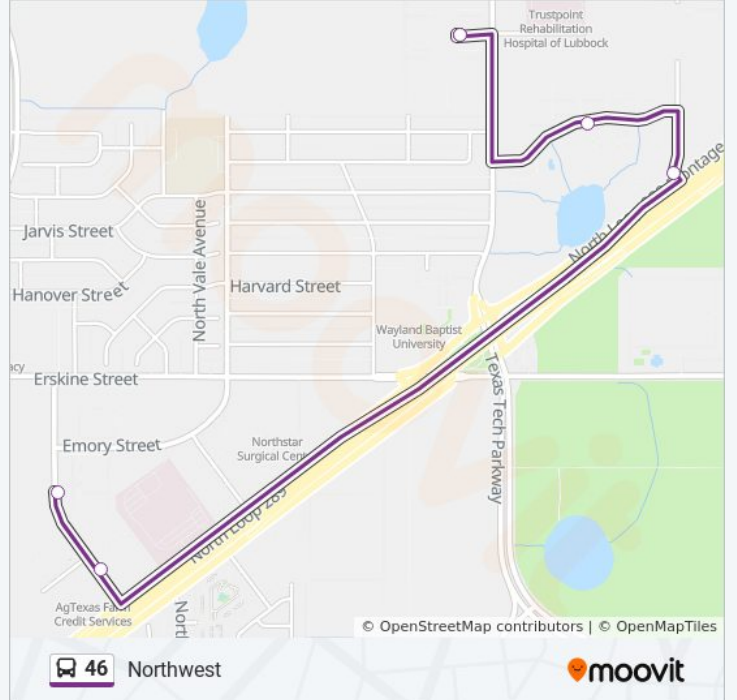 Trustpoint
Rehabilitation
Hospital of Lubbock
North Vale Avenue
Jarvis Street
Hanover Street
Harvard Street
Wayland Baptist
University
acy
Erskine Street
Texas Tech Parkway
Emory Street
Northstar
Surgical
North Loop 289
AgTexas Farm
Credit Services
© OpenStreetMap contributors | © OpenMapTiles
46 Northwest
moovit